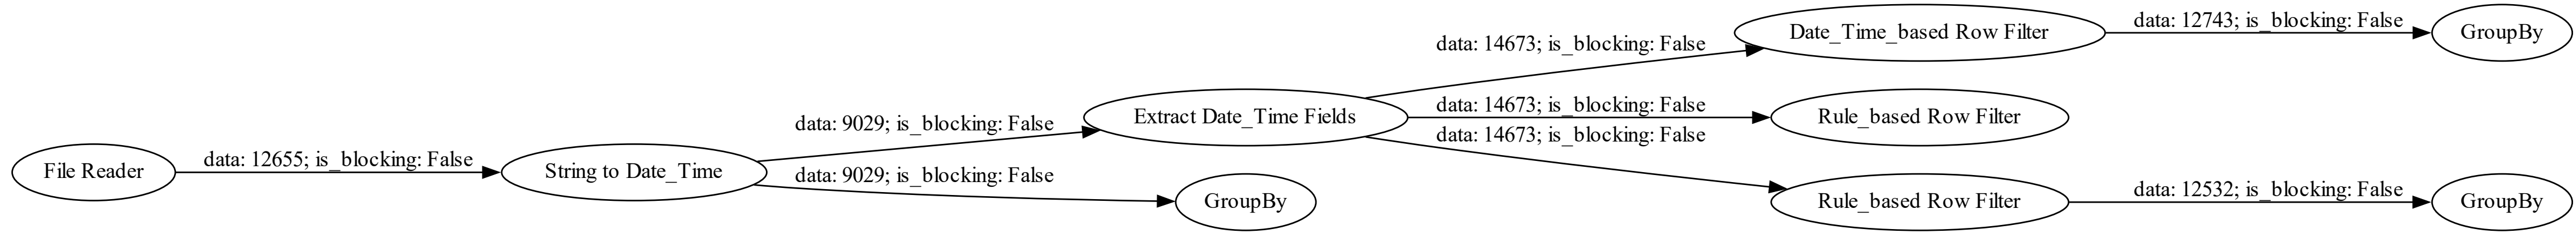 File Reader
data: 12655; is_blocking: False
String to Date_Time
data: 9029; is_blocking: False
data: 9029; is_blocking: False
Extract Date_Time Fields
GroupBy
data: 14673; is_blocking: False
data: 14673; is_blocking: False
data: 14673; is_blocking: False
Date_Time_based Row Filter
Rule_based Row Filter
Rule_based Row Filter
data: 12743; is_blocking: False
GroupBy
data: 12532; is_blocking: False
GroupBy